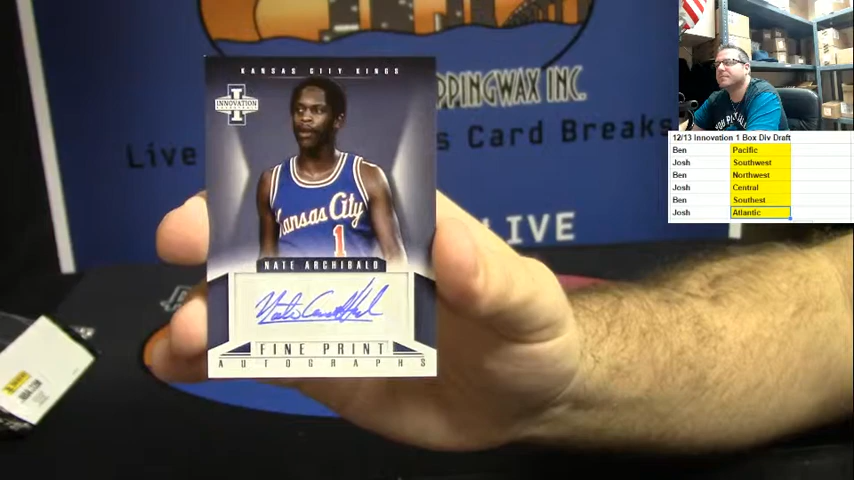 KANSAS CITY KINGS
INNOVATION
Kansas City
1
NATE ARCHIBALD
FINE PRINT
AUTOGRAPHS
PPINGWAX INC.
Live
s Card Breaks
LIVE
12/13 Innovation 1 Box Div Draft
Ben Pacific
Josh Southwest
Ben Northwest
Josh Central
Ben Southest
Josh Atlantic